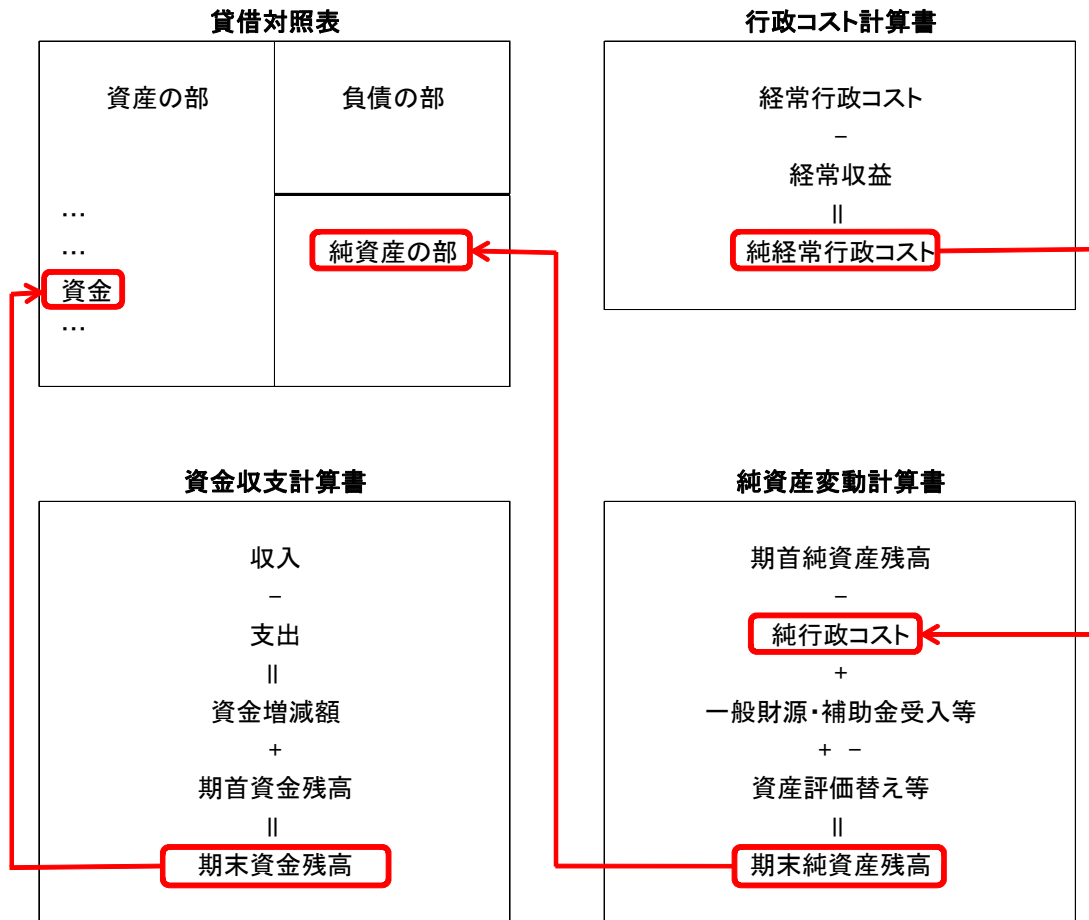 貸借対照表
資産の部
負債の部
…
…
資金
…
純資産の部
行政コスト計算書
経常行政コスト
－
経常収益
||
純経常行政コスト
資金収支計算書
収入
－
支出
||
資金増減額
+
期首資金残高
||
期末資金残高
純資産変動計算書
期首純資産残高
－
純行政コスト
+
一般財源・補助金受入等
+ －
資産評価替え等
||
期末純資産残高